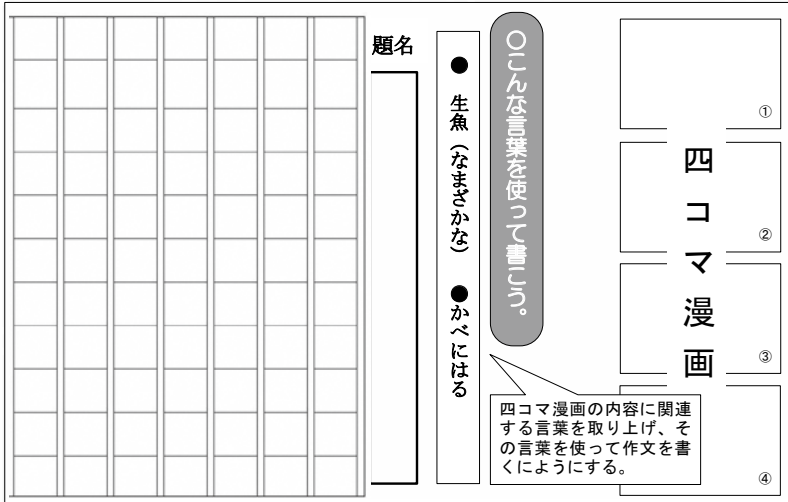 ①
②
③
④
四コマ漫画
〇こんな言葉を使って書こう。
● 生魚(なまざかな) ●かべにはる
四コマ漫画の内容に関連
する言葉を取り上げ、そ
の言葉を使って作文を書
くにようにする。
題名